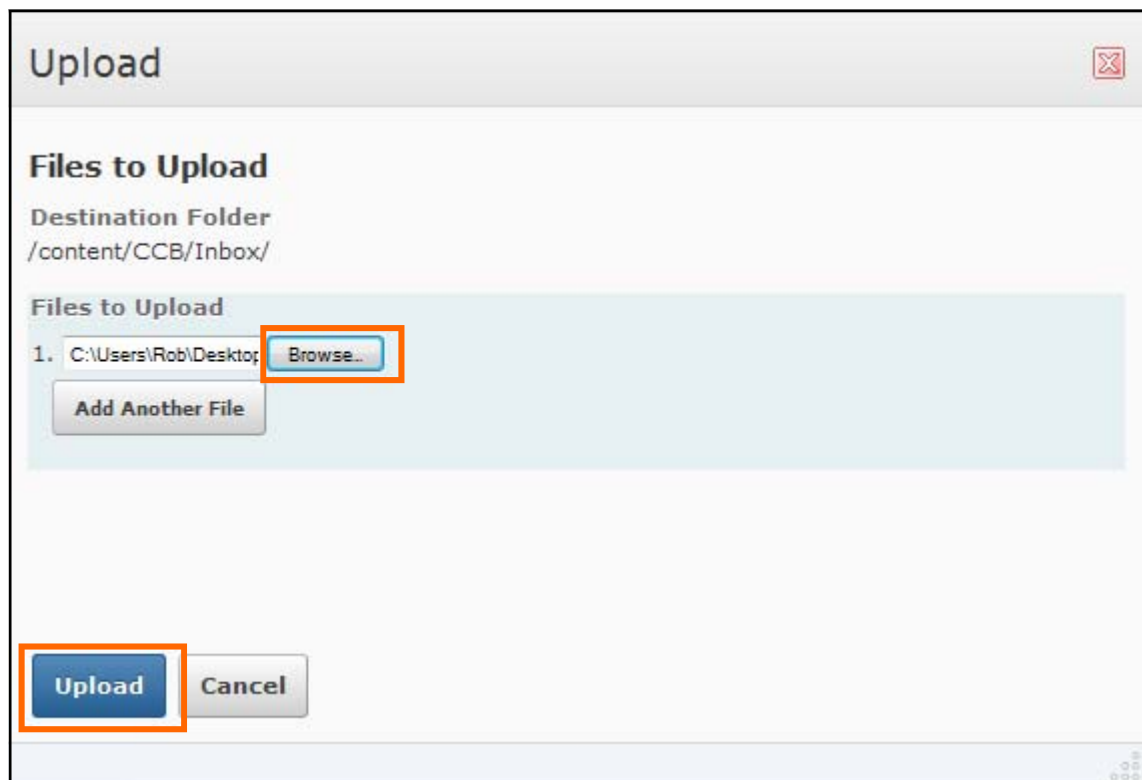 Upload
Files to Upload
Destination Folder
/content/CCB/Inbox/
Files to Upload
1. C:\Users\Rob\Desktop Browse..
Add Another File
Upload Cancel